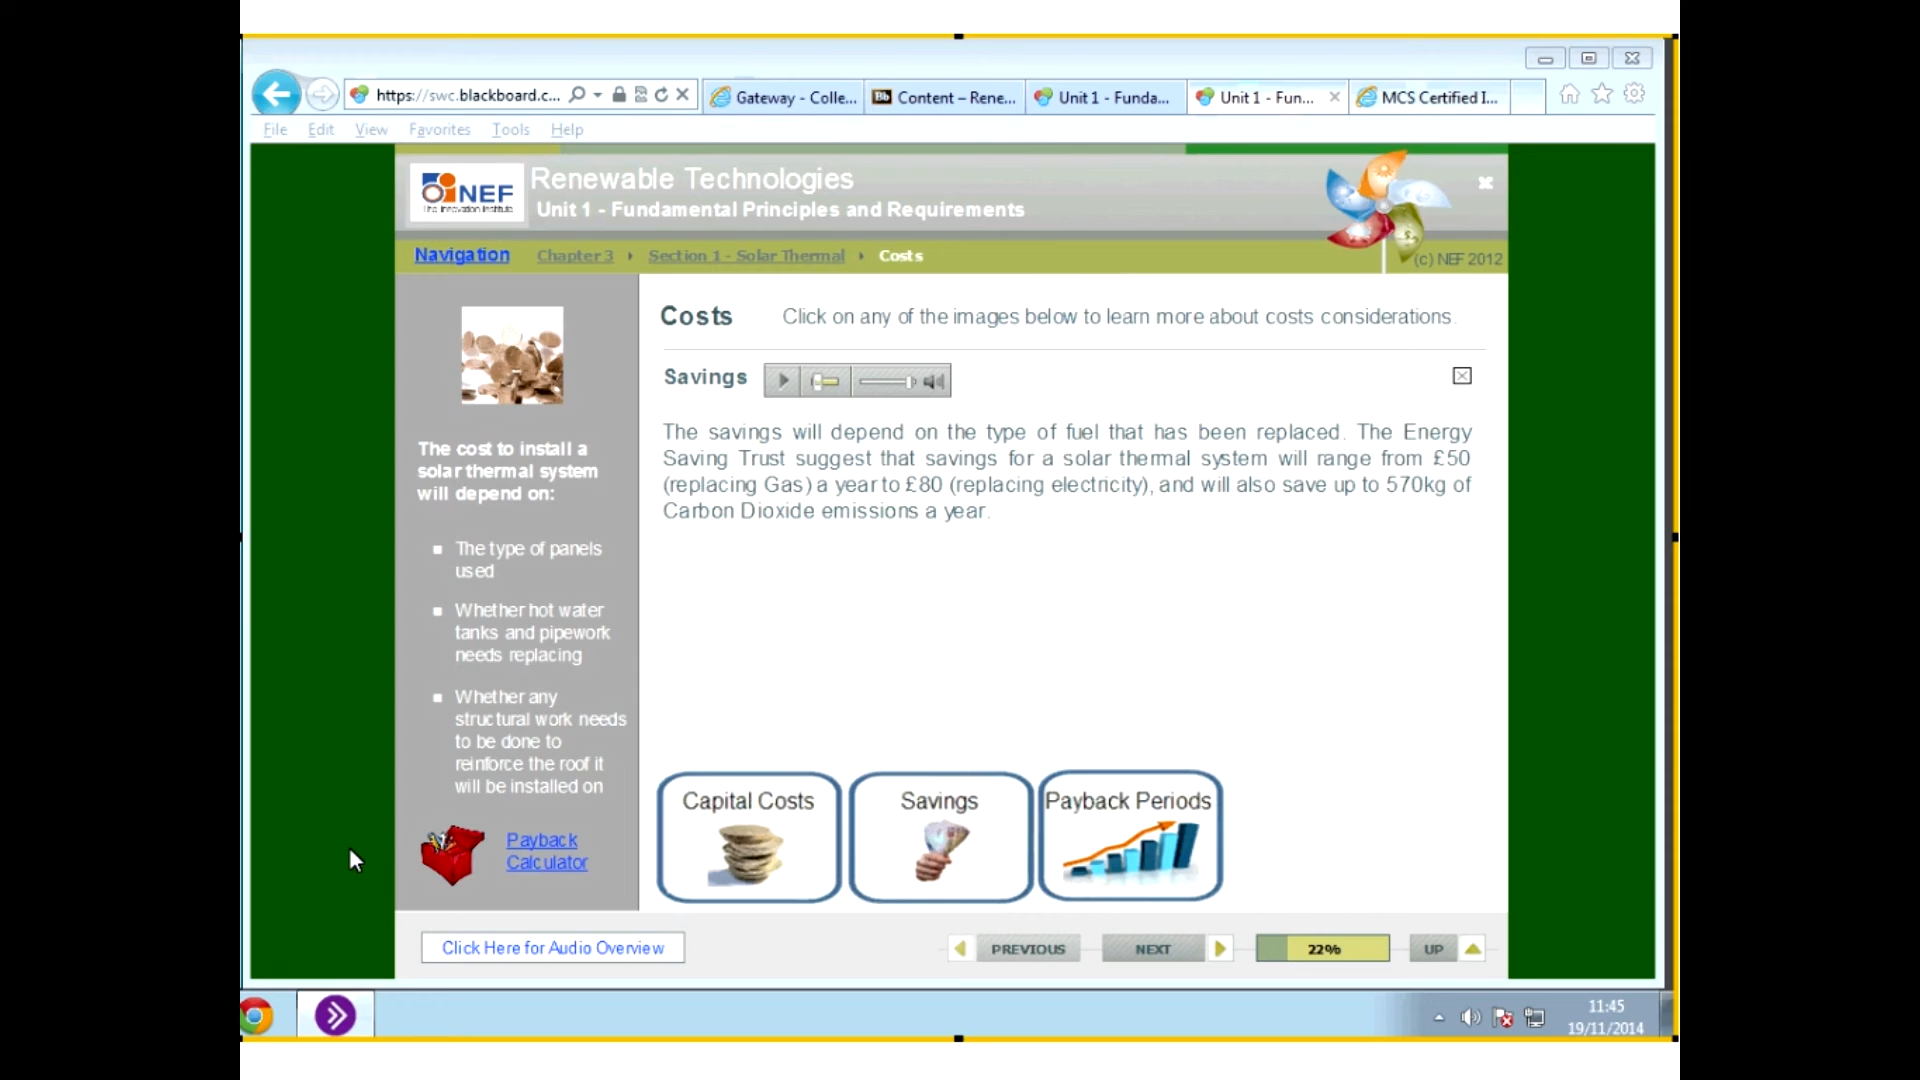 https://swc.blackboard.c...
Gateway - Colle...
Content – Rene...
Unit 1 - Funda...
Unit 1 - Fun...
MCS Certified I...
File Edit View Favorites Tools Help
NEF
The Innovation Institute
Renewable Technologies
Unit 1 - Fundamental Principles and Requirements
Navigation Chapter 3 Section 1 - Solar Thermal Costs
(c) NEF 2012
The cost to install a
solar thermal system
will depend on:
The type of panels
used
Whether hot water
tanks and pipework
needs replacing
Whether any
structural work needs
to be done to
reinforce the roof it
will be installed on
Payback
Calculator
Costs Click on any of the images below to learn more about costs considerations.
Savings
The savings will depend on the type of fuel that has been replaced. The Energy
Saving Trust suggest that savings for a solar thermal system will range from £50
(replacing Gas) a year to £80 (replacing electricity), and will also save up to 570kg of
Carbon Dioxide emissions a year.
Capital Costs
Savings
Payback Periods
Click Here for Audio Overview
PREVIOUS NEXT 22% UP
11:45
19/11/2014